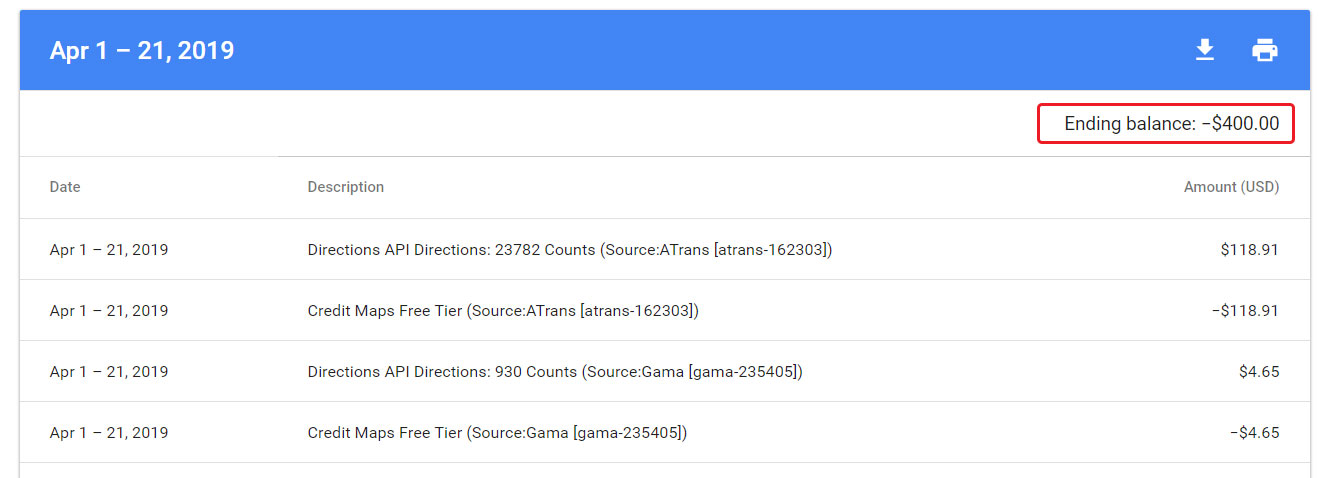 Apr 1 – 21, 2019
Ending balance: −$400.00
Date Description Amount (USD)
Apr 1 – 21, 2019 Directions API Directions: 23782 Counts (Source:ATrans [atrans-162303]) $118.91
Apr 1 – 21, 2019 Credit Maps Free Tier (Source:ATrans [atrans-162303]) −$118.91
Apr 1 – 21, 2019 Directions API Directions: 930 Counts (Source:Gama [gama-235405]) $4.65
Apr 1 – 21, 2019 Credit Maps Free Tier (Source:Gama [gama-235405]) −$4.65